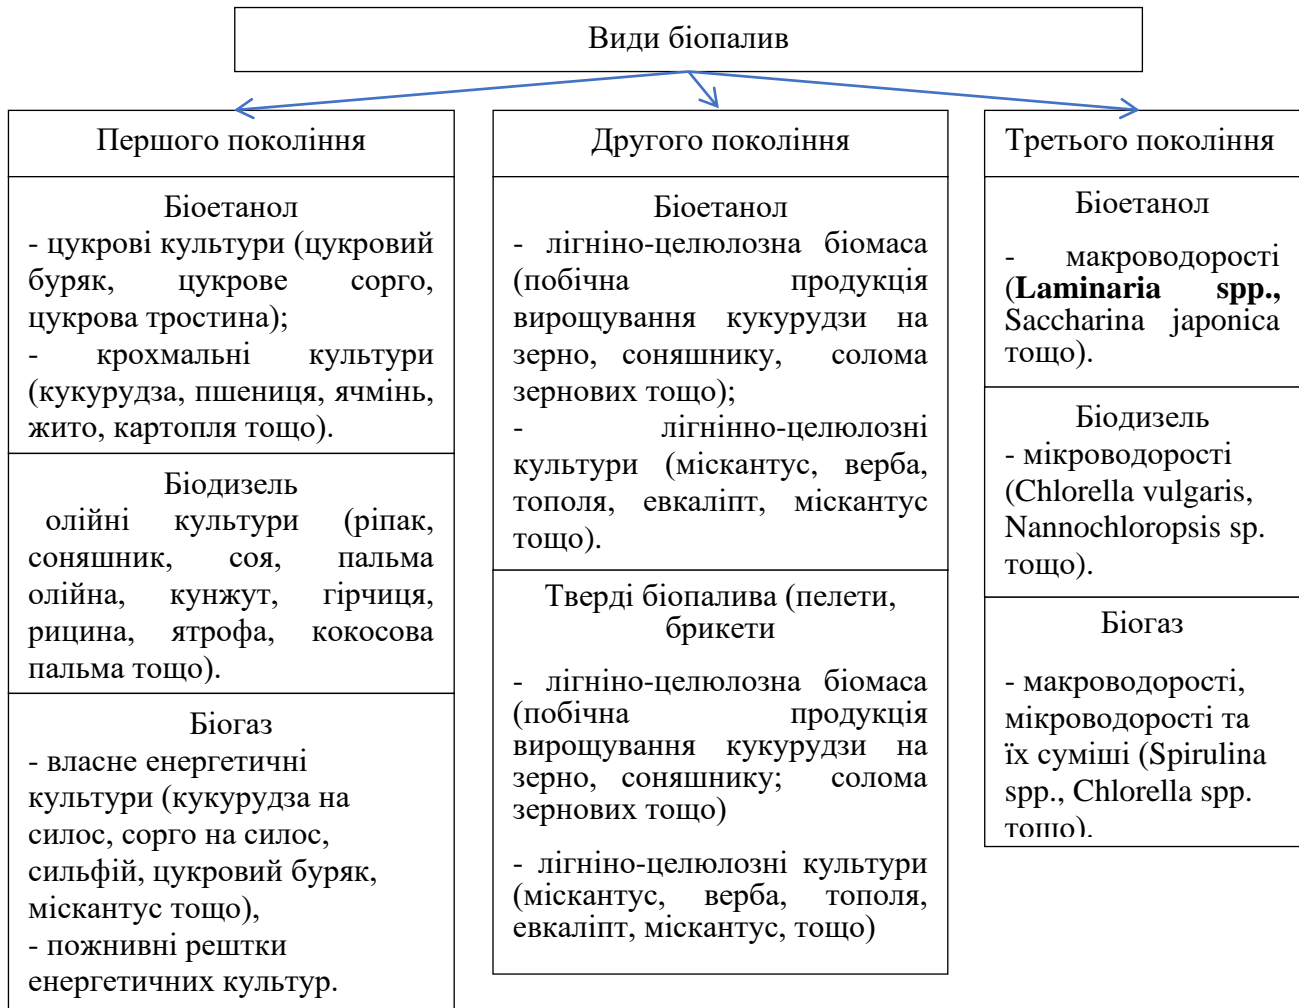 Види біопалив
Першого покоління
Біоетанол
- цукрові культури (цукровий
буряк, цукрове сорго,
цукрова тростина);
- крохмальні культури
(кукурудза, пшениця, ячмінь,
жито, картопля тощо).
Біодизель
олійні культури (ріпак,
соняшник, соя, пальма
олійна, кунжут, гірчиця,
рицина, ятрофа, кокосова
пальма тощо).
Біогаз
- власне енергетичні
культури (кукурудза на
силос, сорго на силос,
сильфій, цукровий буряк,
міскантус тощо),
- пожнивні рештки
енергетичних культур.
Другого покоління
Біоетанол
- лігніно-целюлозна біомаса
(побічна продукція
вирощування кукурудзи на
зерно, соняшнику, солома
зернових тощо);
- лігнінно-целюлозні
культури (міскантус, верба,
тополя, евкаліпт, міскантус
тощо).
Тверді біопалива (пелети,
брикети
- лігніно-целюлозна біомаса
(побічна продукція
вирощування кукурудзи на
зерно, соняшнику; солома
зернових тощо)
- лігніно-целюлозні культури
(міскантус, верба, тополя,
евкаліпт, міскантус, тощо)
Третього покоління
Біоетанол
- макроводорості
(Laminaria spp.,
Saccharina japonica
тощо).
Біодизель
- мікроводорості
(Chlorella vulgaris,
Nannochloropsis sp.
тощо).
Біогаз
- макроводорості,
мікроводорості та
їх суміші (Spirulina
spp., Chlorella spp.
тощо).